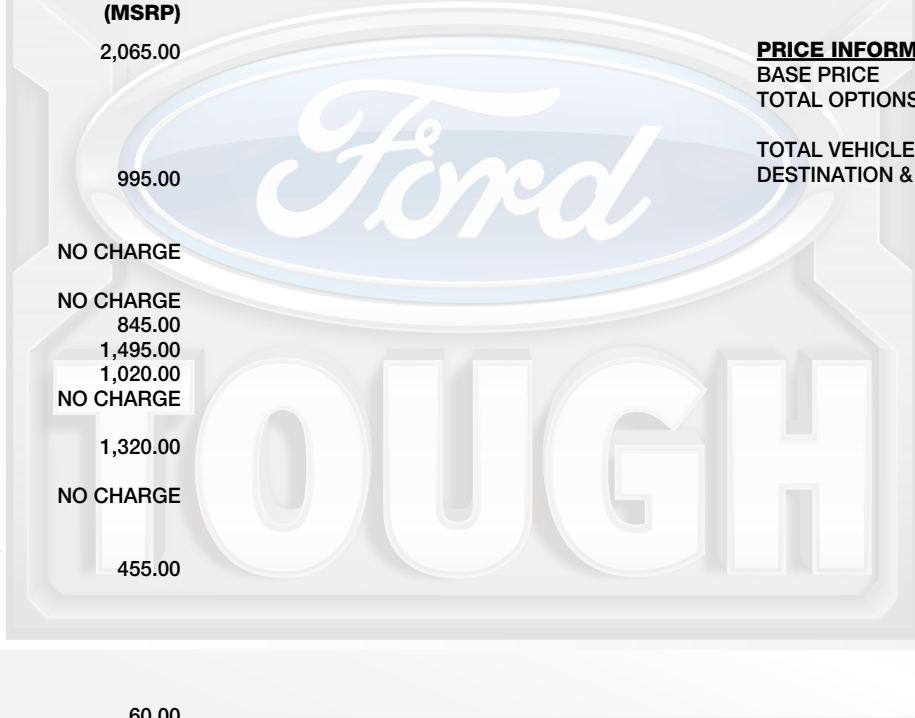 (MSRP)
2,065.00
995.00
NO CHARGE
NO CHARGE
845.00
1,495.00
1,020.00
NO CHARGE
1,320.00
NO CHARGE
455.00
60.00
PRICE INFORM
BASE PRICE
TOTAL OPTIONS
TOTAL VEHICLE
DESTINATION &
Ford
TOUGH